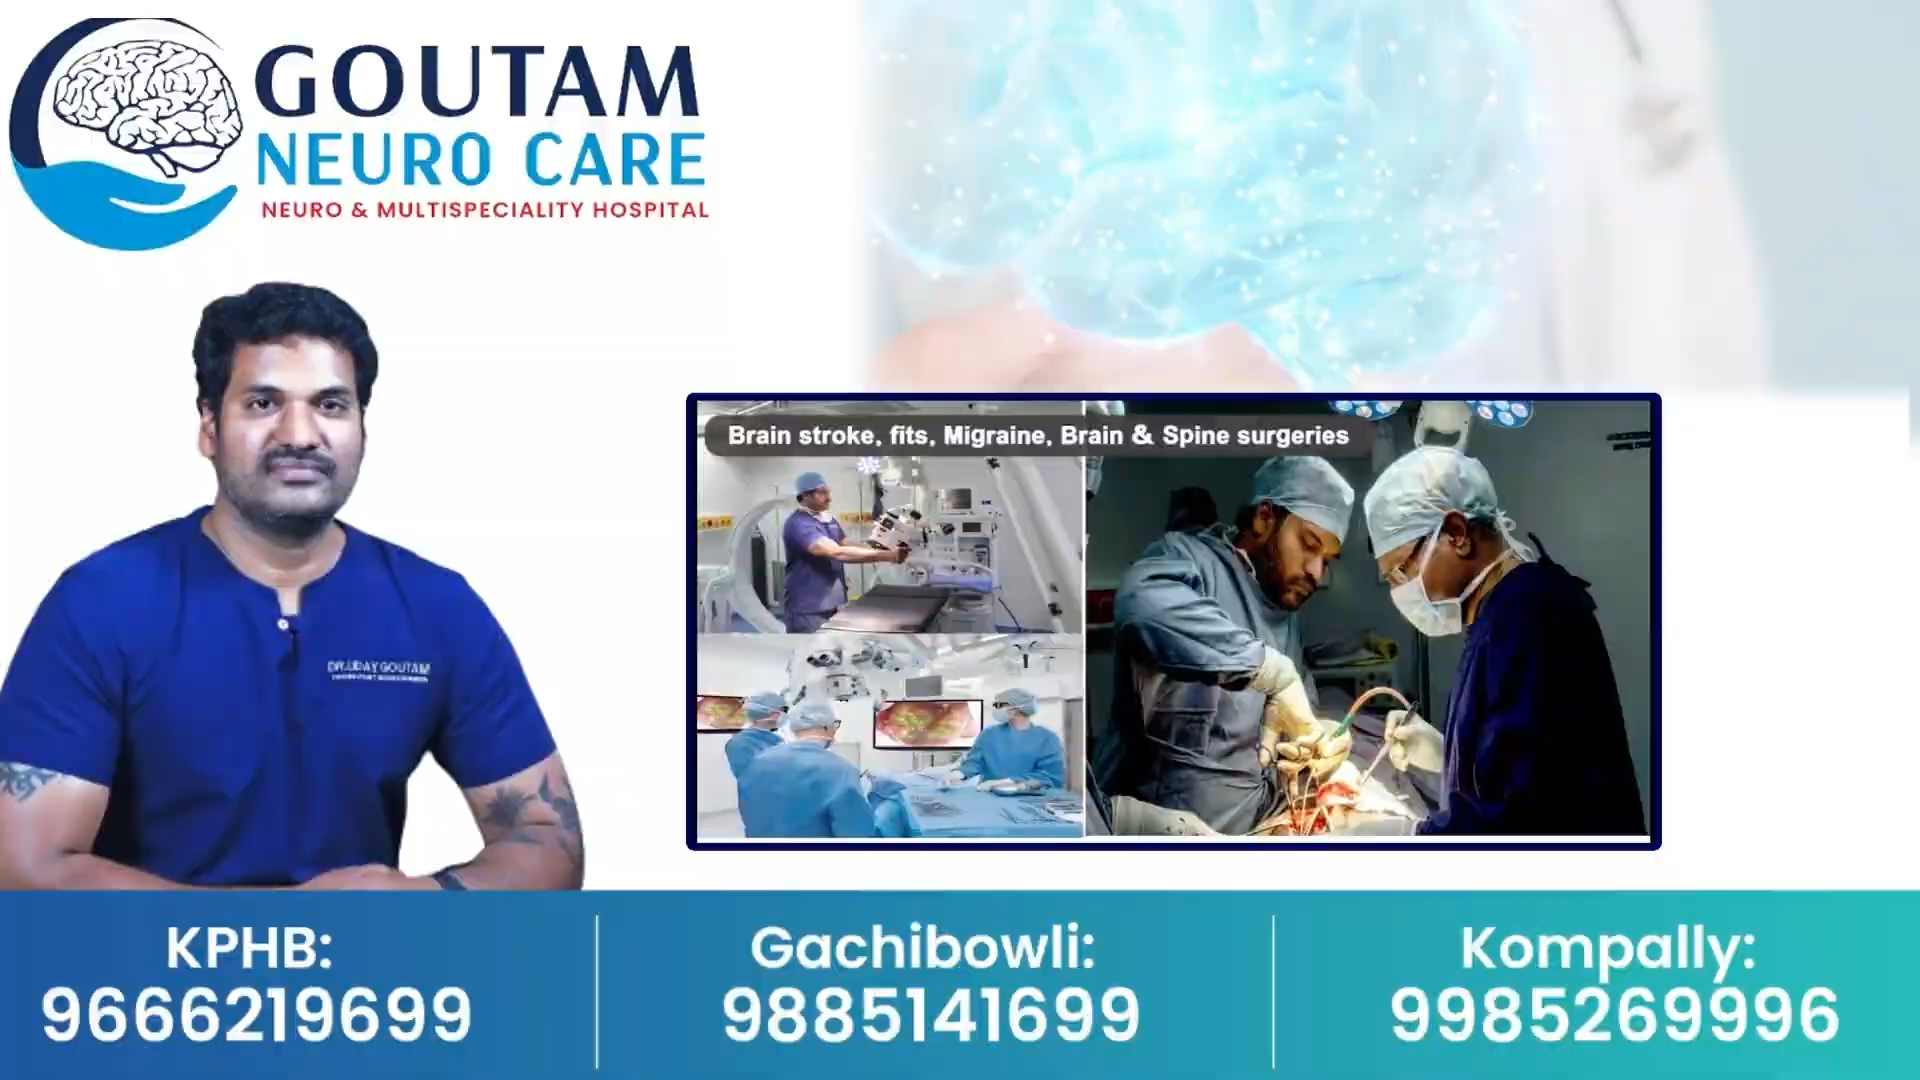 GOUTAM
NEURO CARE
NEURO & MULTISPECIALITY HOSPITAL
Brain stroke, fits, Migraine, Brain & Spine surgeries
DR.UDAY GOUTAM
KPHB:
9666219699
Gachibowli:
9885141699
Kompally:
9985269996